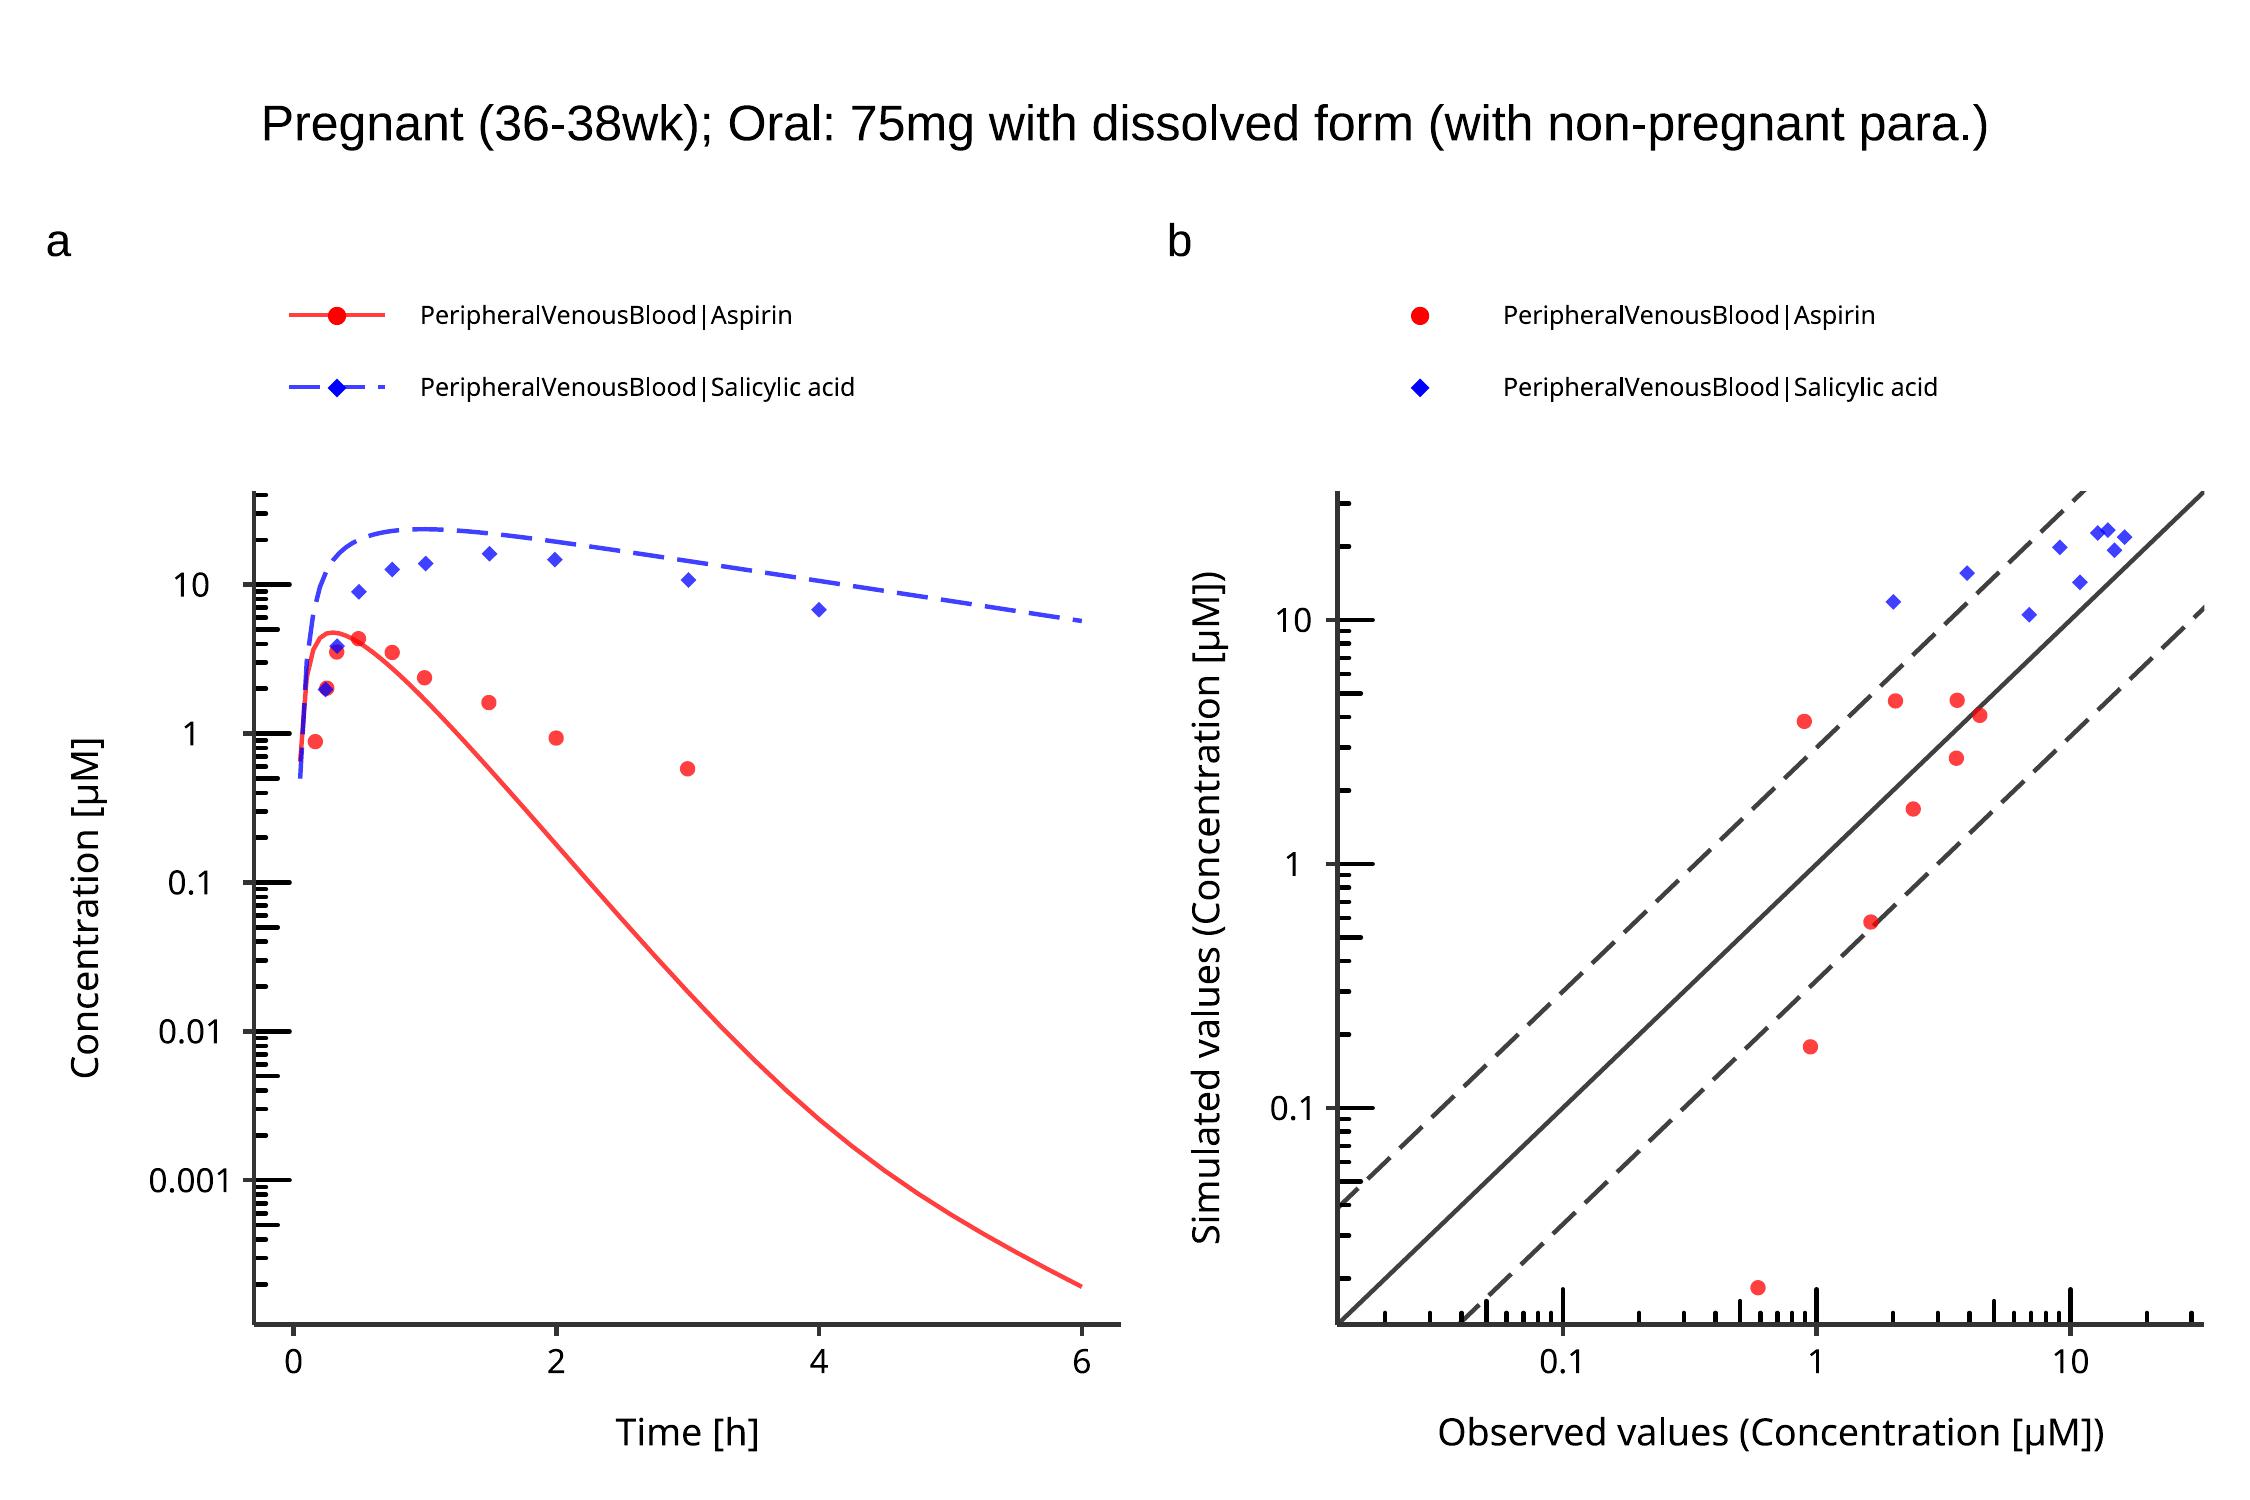 Pregnant (36-38wk); Oral: 75mg with dissolved form (with non-pregnant para.)
a
PeripheralVenousBlood|Aspirin
PeripheralVenousBlood|Salicylic acid
Concentration [µM]
10
1
0.1
0.01
0.001
0
2
4
6
Time [h]
b
PeripheralVenousBlood|Aspirin
PeripheralVenousBlood|Salicylic acid
Simulated values (Concentration [µM])
10
1
0.1
0.1
1
10
Observed values (Concentration [µM])